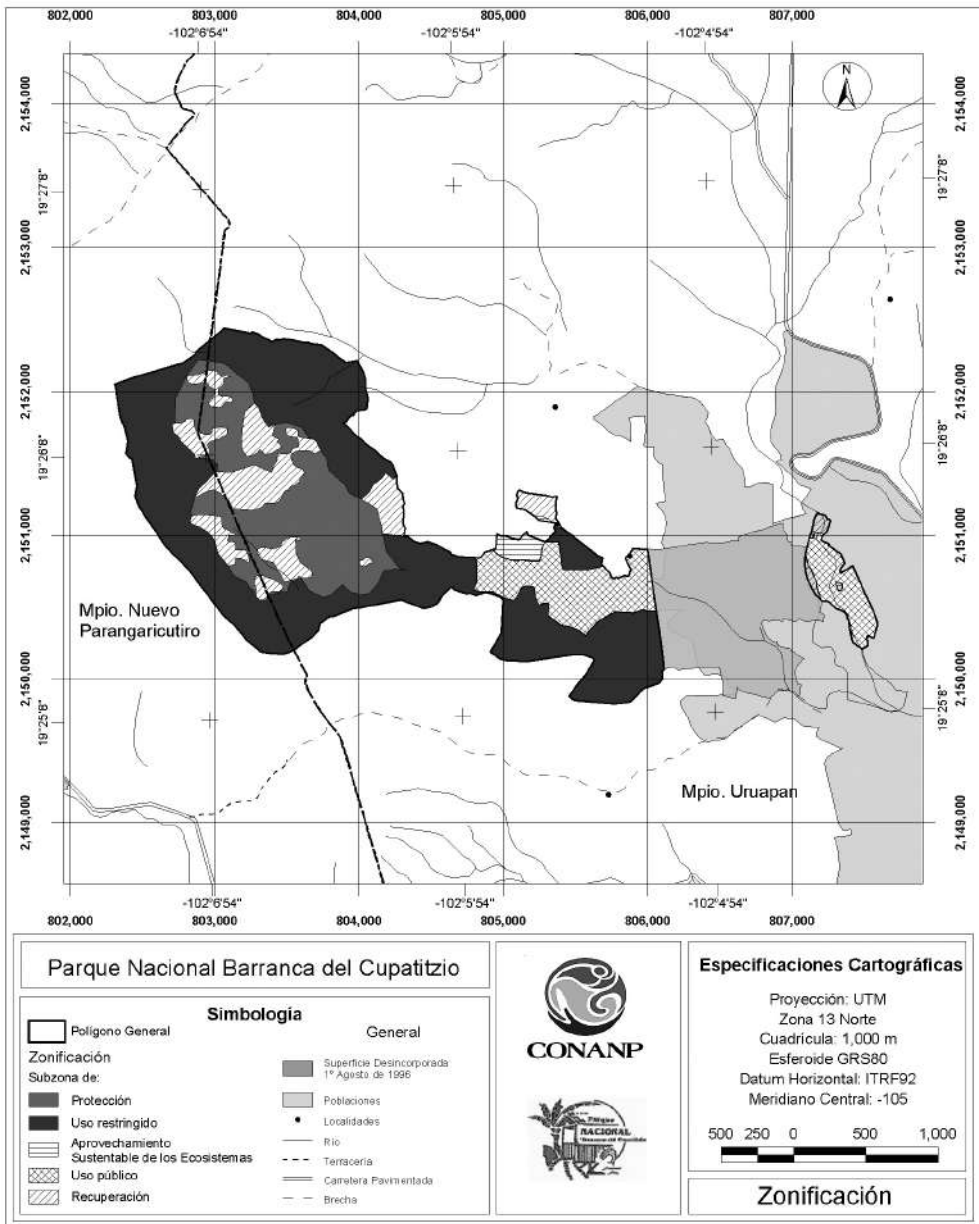 802,000 803,000 804,000 805,000 806,000 807,000
-102°6'54" -102°5'54" -102°4'54"
N
2,154,000 2,154,000
19°27'8" 19°27'8"
2,153,000 2,153,000
2,152,000 2,152,000
19°26'8" 19°26'8"
2,151,000 2,151,000
Mpio. Nuevo
Parangaricutiro
2,150,000 2,150,000
19°25'8" 19°25'8"
Mpio. Uruapan
2,149,000 2,149,000
-102°6'54" -102°5'54" -102°4'54"
802,000 803,000 804,000 805,000 806,000 807,000
Parque Nacional Barranca del Cupatitzio
Simbología
Polígono General
Zonificación
Subzona de:
Protección
Uso restringido
Aprovechamiento
Sustentable de los Ecosistemas
Uso público
Recuperación
General
Superficie Desincorporada
1º Agosto de 1996
Poblaciones
Localidades
Río
Terracería
Carretera Pavimentada
Brecha
CONANP
Parque
NACIONAL
Especificaciones Cartográficas
Proyección: UTM
Zona 13 Norte
Cuadrícula: 1,000 m
Esferoide GRS80
Datum Horizontal: ITRF92
Meridiano Central: -105
500 250 0 500 1,000
Zonificación